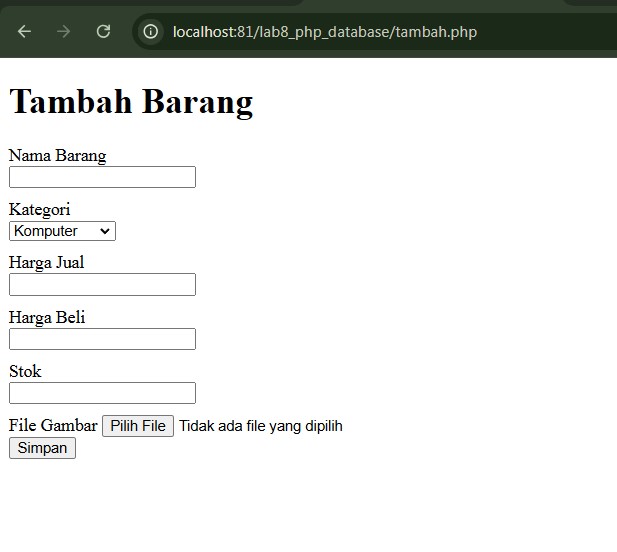 localhost:81/lab8_php_database/tambah.php
Tambah Barang
Nama Barang
Kategori
Komputer
Harga Jual
Harga Beli
Stok
File Gambar Pilih File Tidak ada file yang dipilih
Simpan